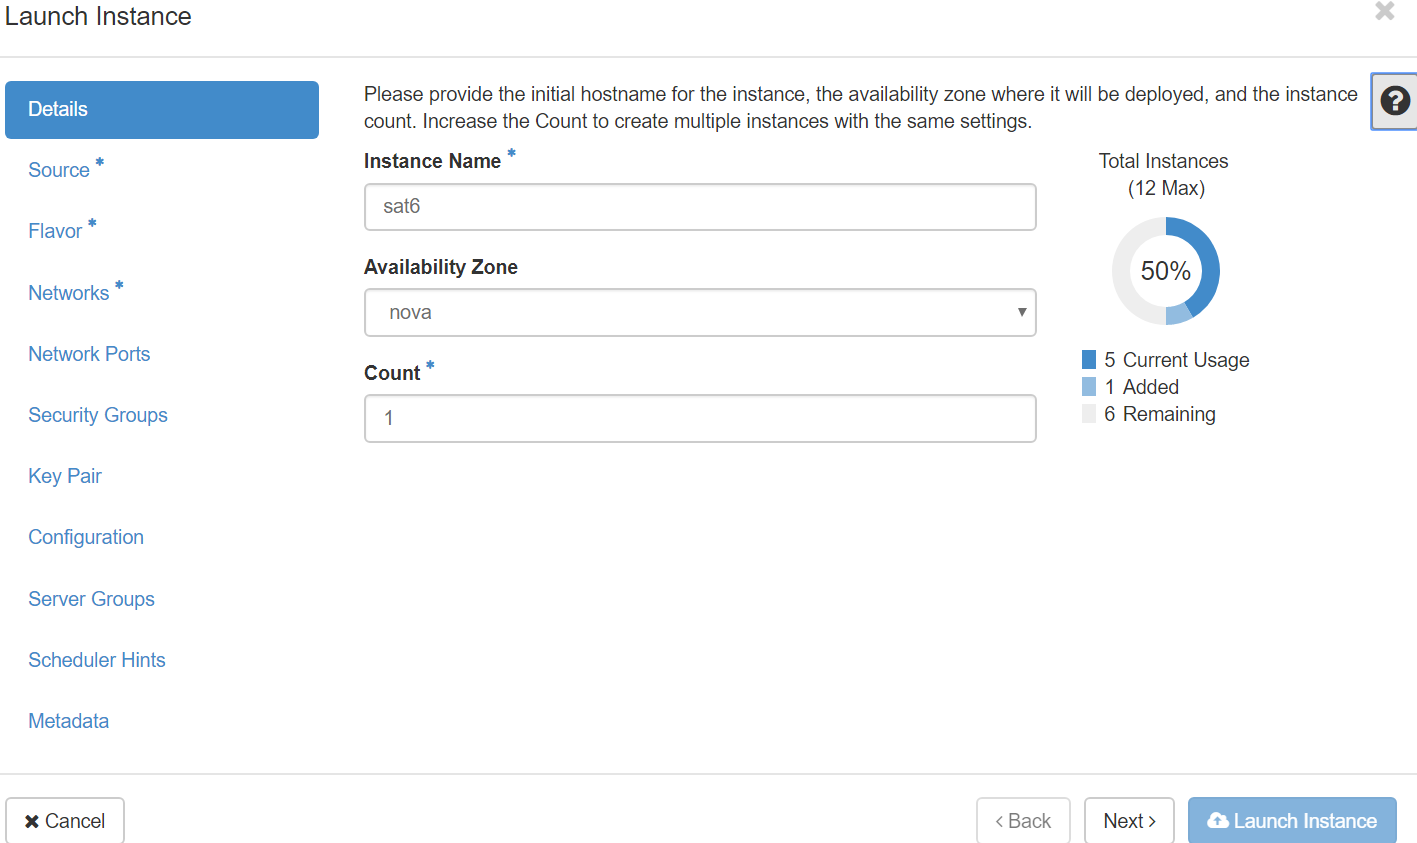 Launch Instance
Details
Source *
Flavor *
Networks *
Network Ports
Security Groups
Key Pair
Configuration
Server Groups
Scheduler Hints
Metadata
Please provide the initial hostname for the instance, the availability zone where it will be deployed, and the instance
count. Increase the Count to create multiple instances with the same settings.
Instance Name *
sat6
Availability Zone
nova
Count *
1
Total Instances
(12 Max)
50%
5 Current Usage
1 Added
6 Remaining
Cancel
< Back
Next >
Launch Instance